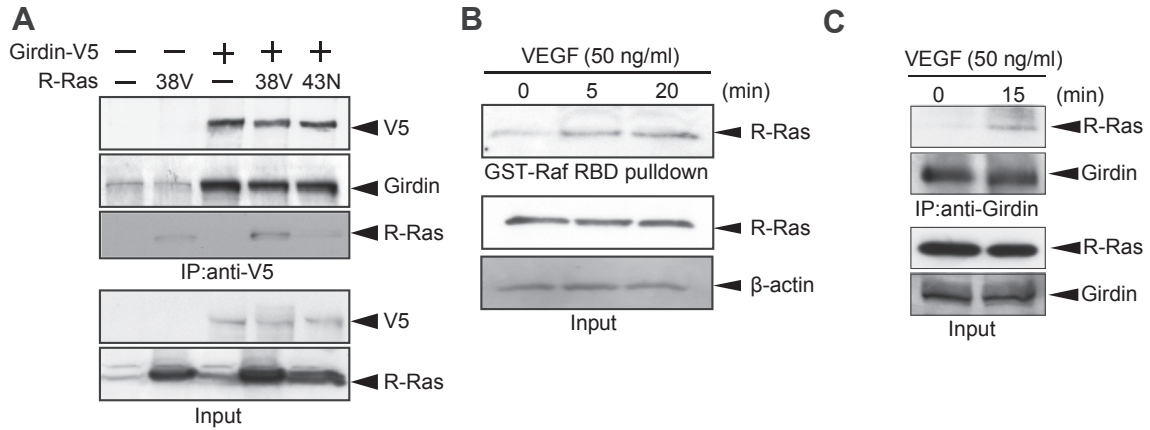 A
Girdin-V5 – – + + +
R-Ras – 38V – 38V 43N
V5
Girdin
R-Ras
IP:anti-V5
V5
R-Ras
Input
B
VEGF (50 ng/ml)
0 5 20 (min)
R-Ras
GST-Raf RBD pulldown
R-Ras
β-actin
Input
C
VEGF (50 ng/ml)
0 15 (min)
R-Ras
Girdin
IP:anti-Girdin
R-Ras
Girdin
Input